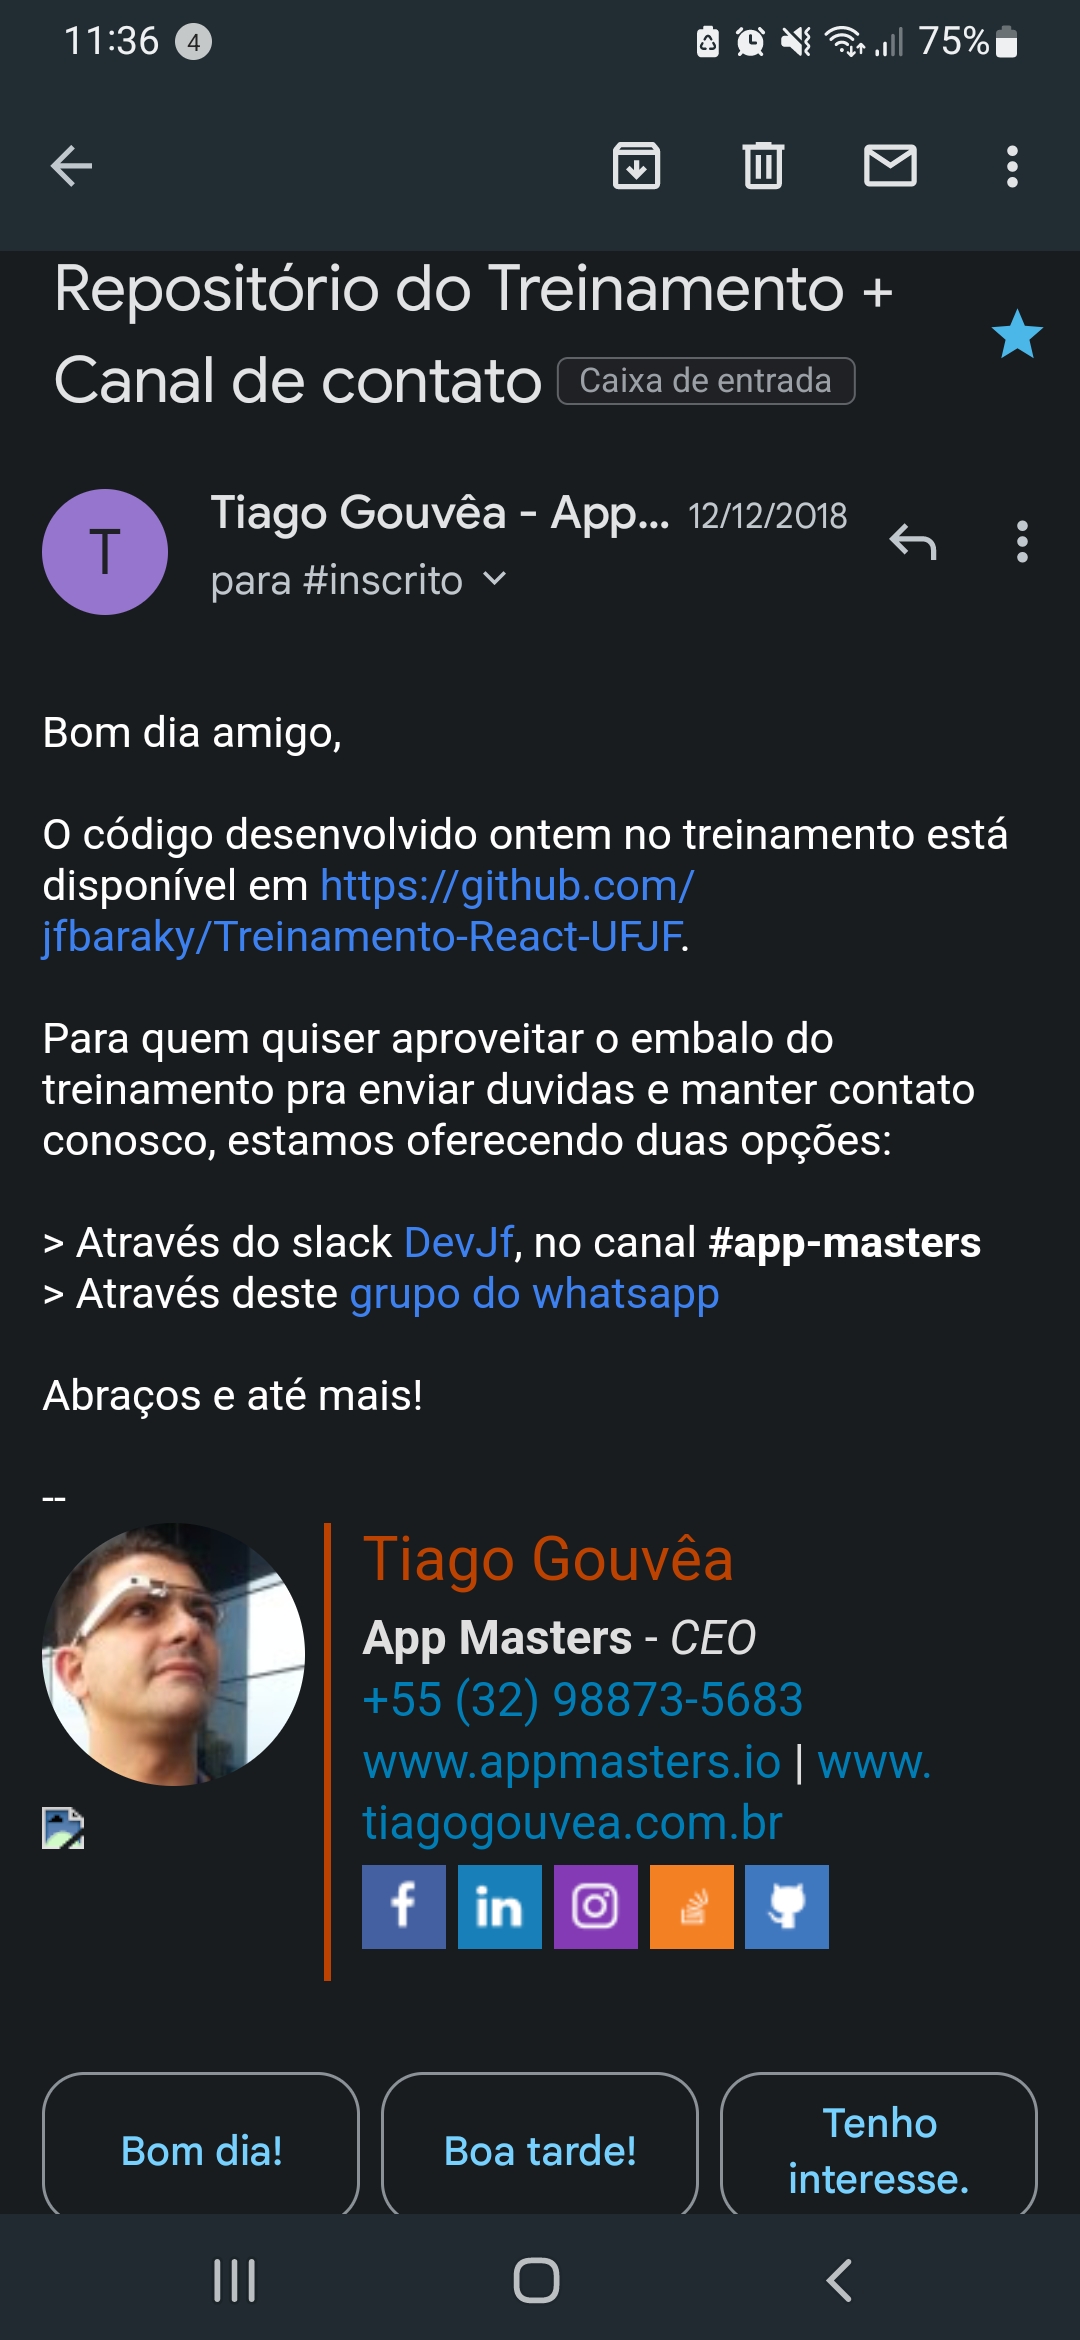 11:36 4 75%
Repositório do Treinamento +
Canal de contato Caixa de entrada
T
Tiago Gouvêa - App... 12/12/2018
para #inscrito
Bom dia amigo,
O código desenvolvido ontem no treinamento está
disponível em https://github.com/
jfbaraky/Treinamento-React-UFJF.
Para quem quiser aproveitar o embalo do
treinamento pra enviar duvidas e manter contato
conosco, estamos oferecendo duas opções:
> Através do slack DevJf, no canal #app-masters
> Através deste grupo do whatsapp
Abraços e até mais!
--
Tiago Gouvêa
App Masters - CEO
+55 (32) 98873-5683
www.appmasters.io | www.
tiagogouvea.com.br
f in
Bom dia!
Boa tarde!
Tenho
interesse.